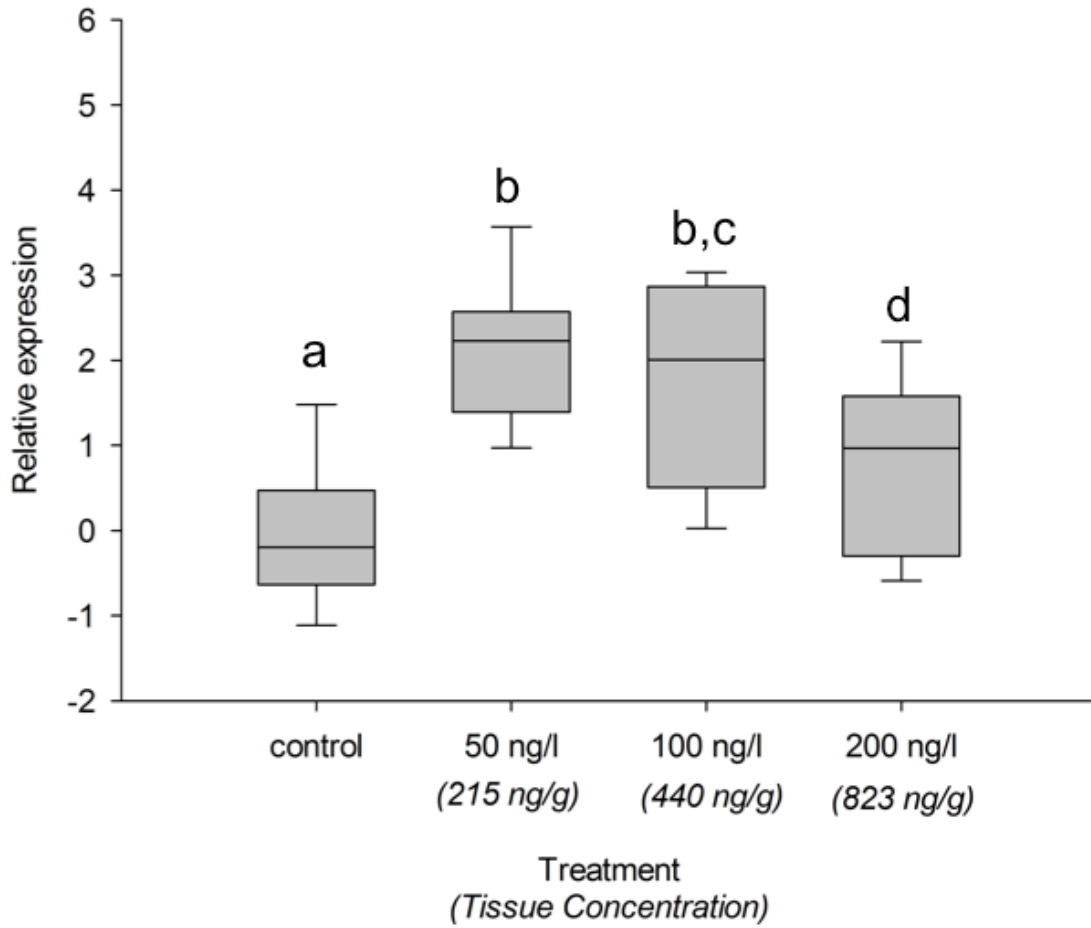 6
5
4
3
2
1
0
-1
-2
Relative expression
a
b
b,c
d
control 50 ng/l 100 ng/l 200 ng/l
(215 ng/g) (440 ng/g) (823 ng/g)
Treatment
(Tissue Concentration)